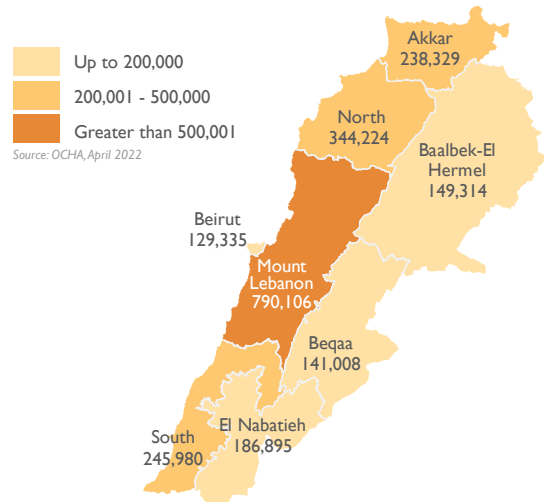 Up to 200,000
200,001 - 500,000
Greater than 500,001
Source: OCHA, April 2022
Akkar
238,329
North
344,224
Baalbek-El
Hermel
149,314
Beirut
129,335
Mount
Lebanon
790,106
Beqaa
141,008
El Nabatieh
186,895
South
245,980